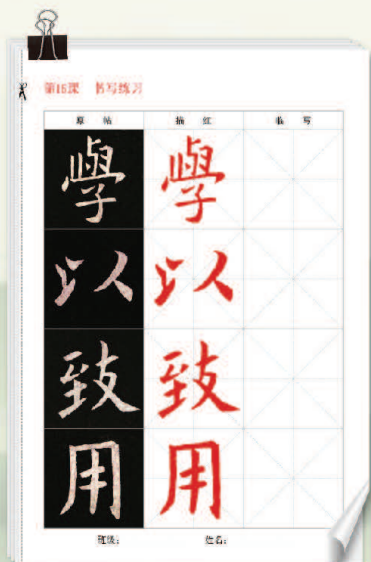 第16课 书写练习
原 帖 描 红 临 写
學 學
以 以
致 致
用 用
班级： 姓名：